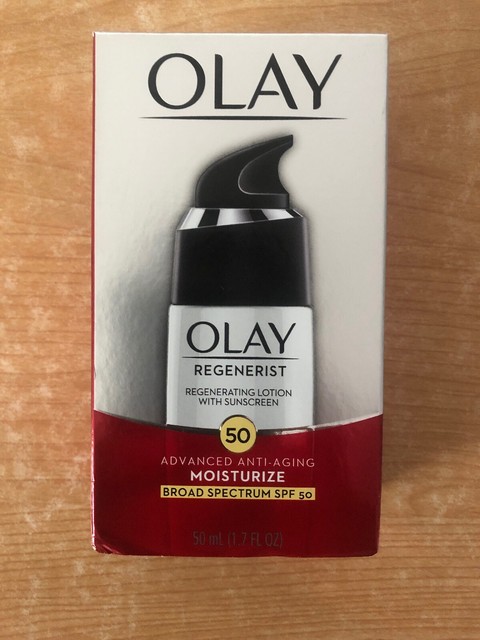 OLAY
OLAY
REGENERIST
REGENERATING LOTION
WITH SUNSCREEN
50
ADVANCED ANTI-AGING
MOISTURIZE
BROAD SPECTRUM SPF 50
50 mL (1.7 FL OZ)